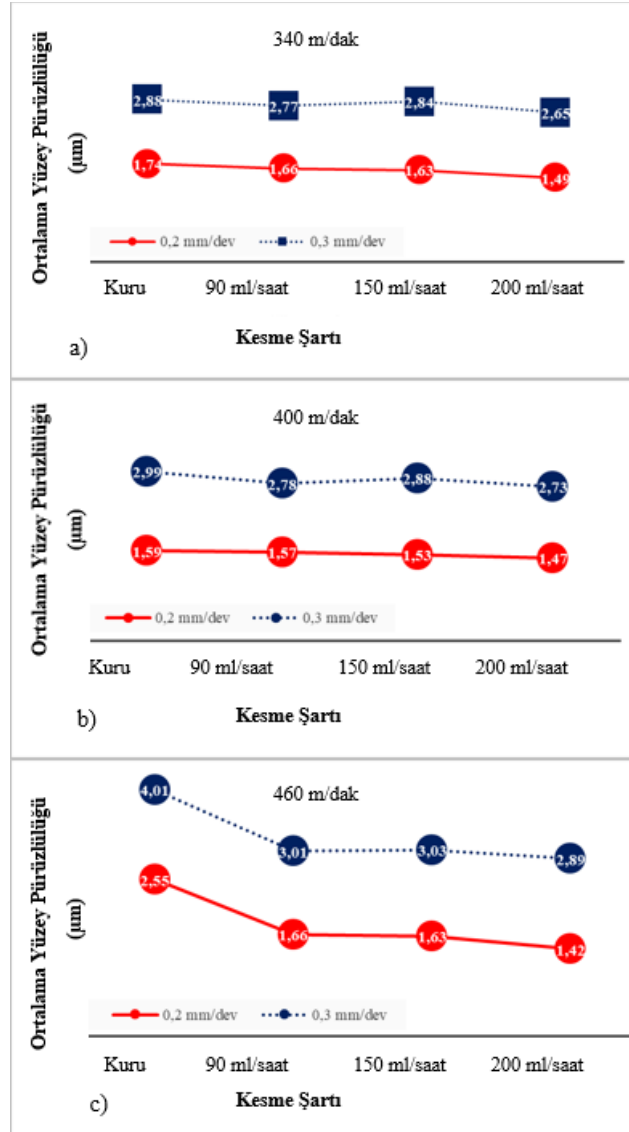 340 m/dak
Ortalama Yüzey Pürüzlülüğü
(µm)
2,88 2,77 2,84 2,65
1,74 1,66 1,63 1,49
0,2 mm/dev 0,3 mm/dev
Kuru 90 ml/saat 150 ml/saat 200 ml/saat
Kesme Şartı
a)
400 m/dak
Ortalama Yüzey Pürüzlülüğü
(µm)
2,99 2,78 2,88 2,73
1,59 1,57 1,53 1,47
0,2 mm/dev 0,3 mm/dev
Kuru 90 ml/saat 150 ml/saat 200 ml/saat
Kesme Şartı
b)
460 m/dak
Ortalama Yüzey Pürüzlülüğü
(µm)
4,01 3,01 3,03 2,89
2,55 1,66 1,63 1,42
0,2 mm/dev 0,3 mm/dev
Kuru 90 ml/saat 150 ml/saat 200 ml/saat
Kesme Şartı
c)